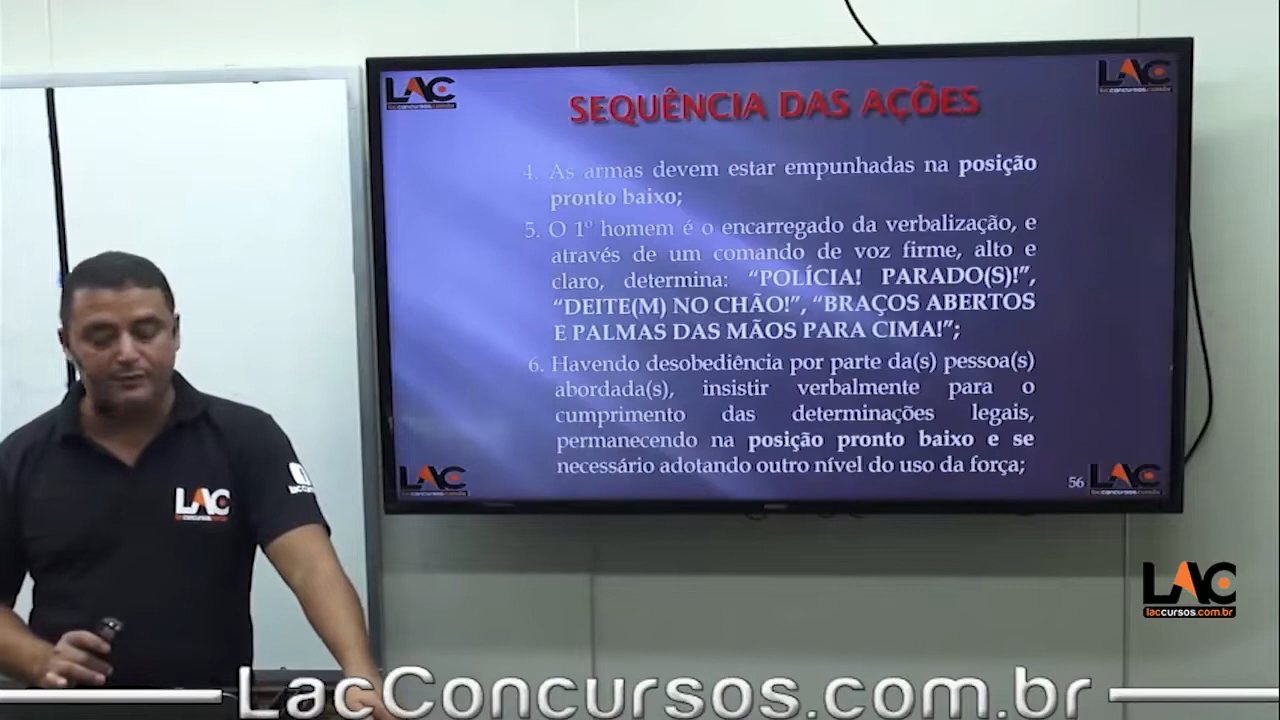 LAC
lacconcursos.com.br
LAC
SEQUÊNCIA DAS AÇÕES
4. As armas devem estar empunhadas na posição
pronto baixo;
5. O 1º homem é o encarregado da verbalização, e
através de um comando de voz firme, alto e
claro, determina: “POLÍCIA! PARADO(S)!”,
“DEITE(M) NO CHÃO!”, “BRAÇOS ABERTOS
E PALMAS DAS MÃOS PARA CIMA!”;
6. Havendo desobediência por parte da(s) pessoa(s)
abordada(s), insistir verbalmente para o
cumprimento das determinações legais,
permanecendo na posição pronto baixo e se
necessário adotando outro nível do uso da força;
LAC
56
LAC
LAC
LAC
laccursos.com.br
LacConcursos.com.br